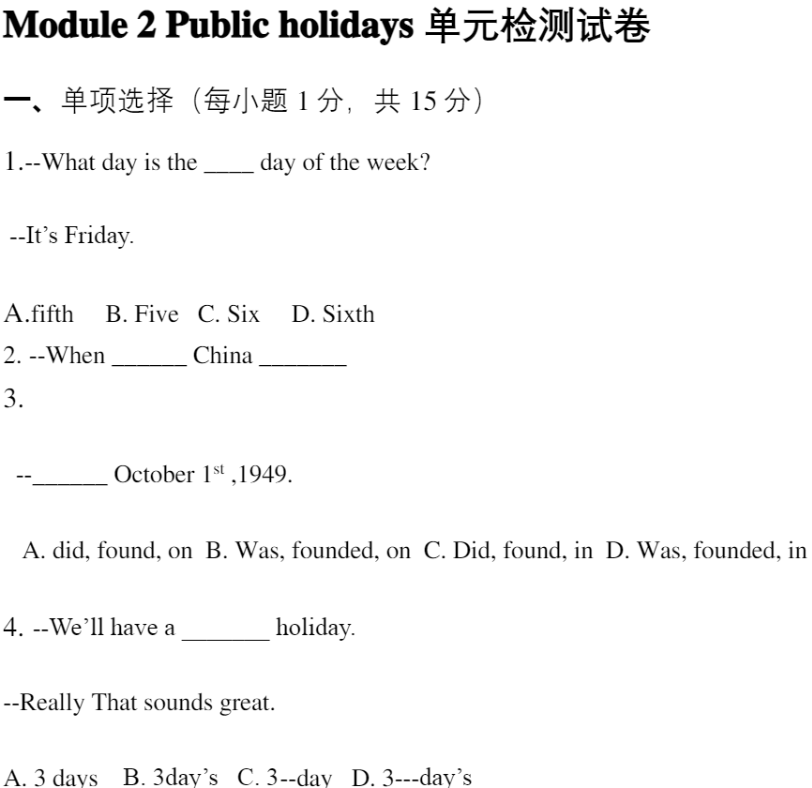 Module 2 Public holidays 单元检测试卷
一、单项选择（每小题 1 分，共 15 分）
1.--What day is the ____ day of the week?
--It’s Friday.
A.fifth B. Five C. Six D. Sixth
2. --When ______ China _______
3.
--______ October 1st ,1949.
A. did, found, on B. Was, founded, on C. Did, found, in D. Was, founded, in
4. --We’ll have a _______ holiday.
--Really That sounds great.
A. 3 days B. 3day’s C. 3--day D. 3---day’s